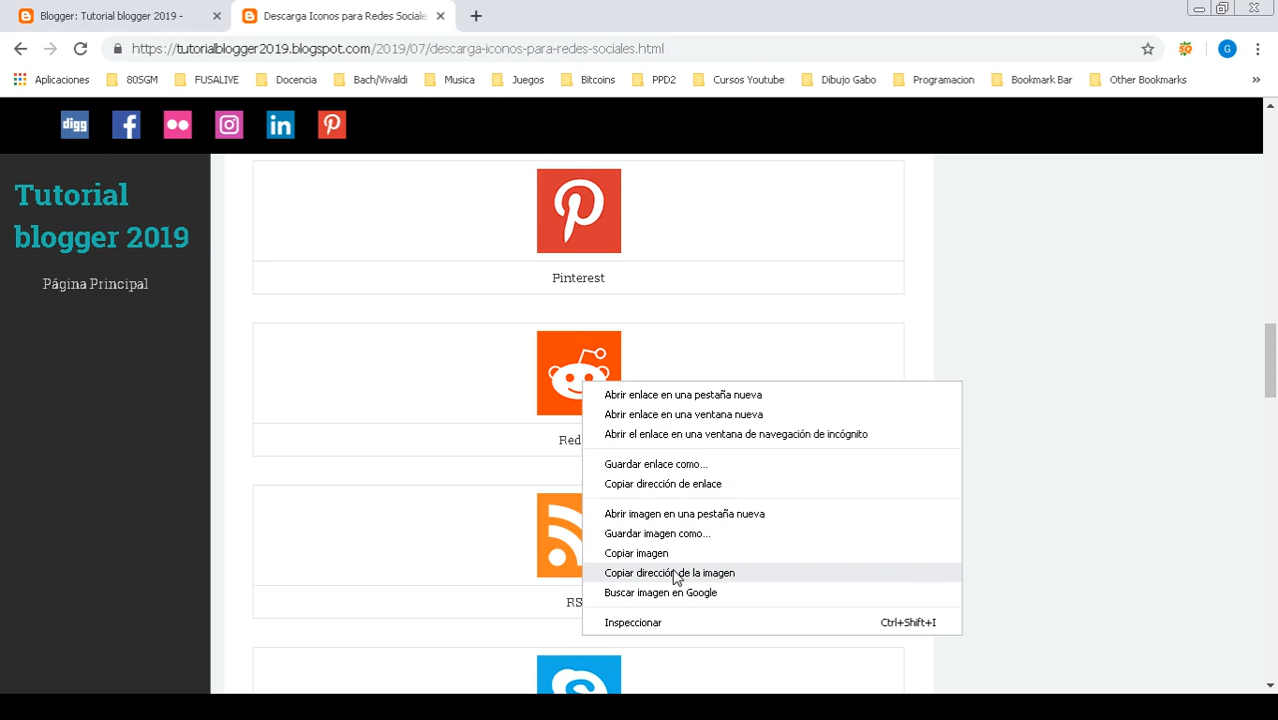 Blogger: Tutorial blogger 2019 -
Descarga Iconos para Redes Sociale
https://tutorialblogger2019.blogspot.com/2019/07/descarga-iconos-para-redes-sociales.html
G
Aplicaciones 80SGM FUSALIVE Docencia Bach/Vivaldi Musica Juegos Bitcoins PPD2 Cursos Youtube Dibujo Gabo Programacion Bookmark Bar Other Bookmarks »
digg
Tutorial
blogger 2019
Página Principal
Pinterest
Red
RS
Abrir enlace en una pestaña nueva
Abrir enlace en una ventana nueva
Abrir el enlace en una ventana de navegación de incógnito
Guardar enlace como...
Copiar dirección de enlace
Abrir imagen en una pestaña nueva
Guardar imagen como...
Copiar imagen
Copiar dirección de la imagen
Buscar imagen en Google
Inspeccionar Ctrl+Shift+I